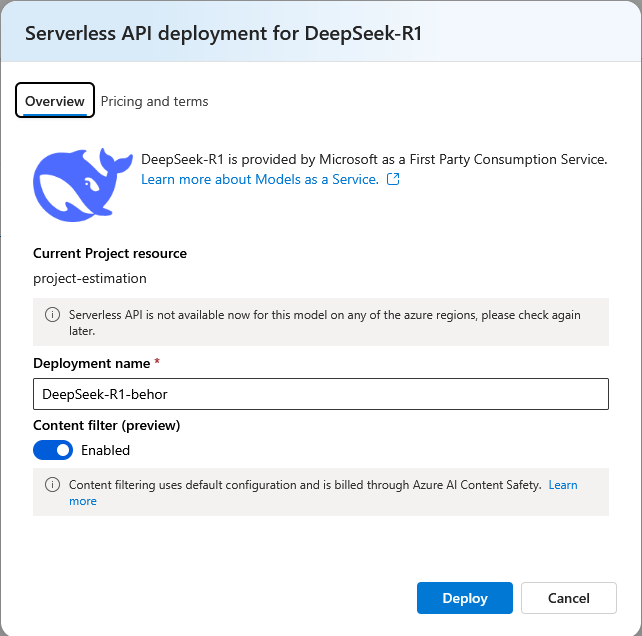 Serverless API deployment for DeepSeek-R1
Overview Pricing and terms
DeepSeek-R1 is provided by Microsoft as a First Party Consumption Service.
Learn more about Models as a Service.
Current Project resource
project-estimation
Serverless API is not available now for this model on any of the azure regions, please check again
later.
Deployment name *
DeepSeek-R1-behor
Content filter (preview)
Enabled
Content filtering uses default configuration and is billed through Azure AI Content Safety. Learn
more
Deploy Cancel